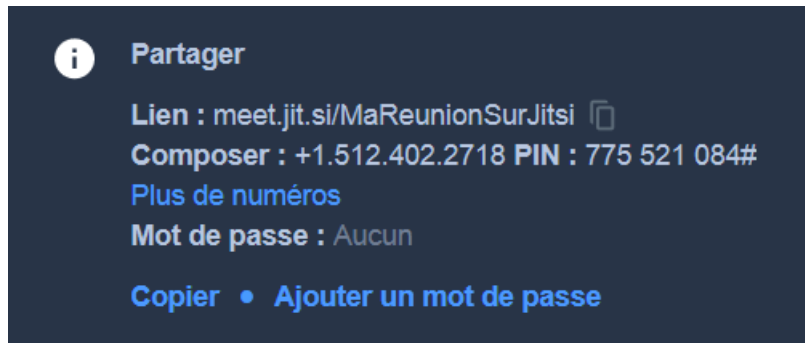 Partager
Lien : meet.jit.si/MaReunionSurJitsi
Composer : +1.512.402.2718 PIN : 775 521 084#
Plus de numéros
Mot de passe : Aucun
Copier • Ajouter un mot de passe